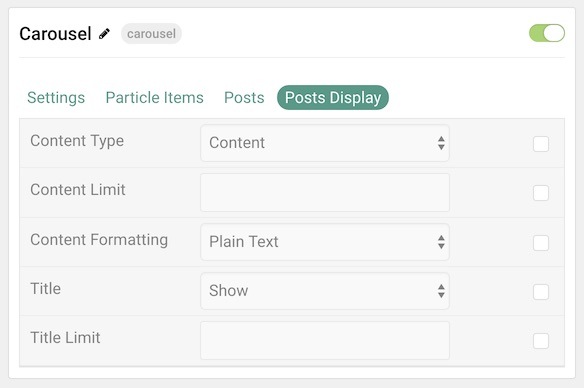 Carousel carousel
Settings Particle Items Posts Posts Display
Content Type Content
Content Limit
Content Formatting Plain Text
Title Show
Title Limit